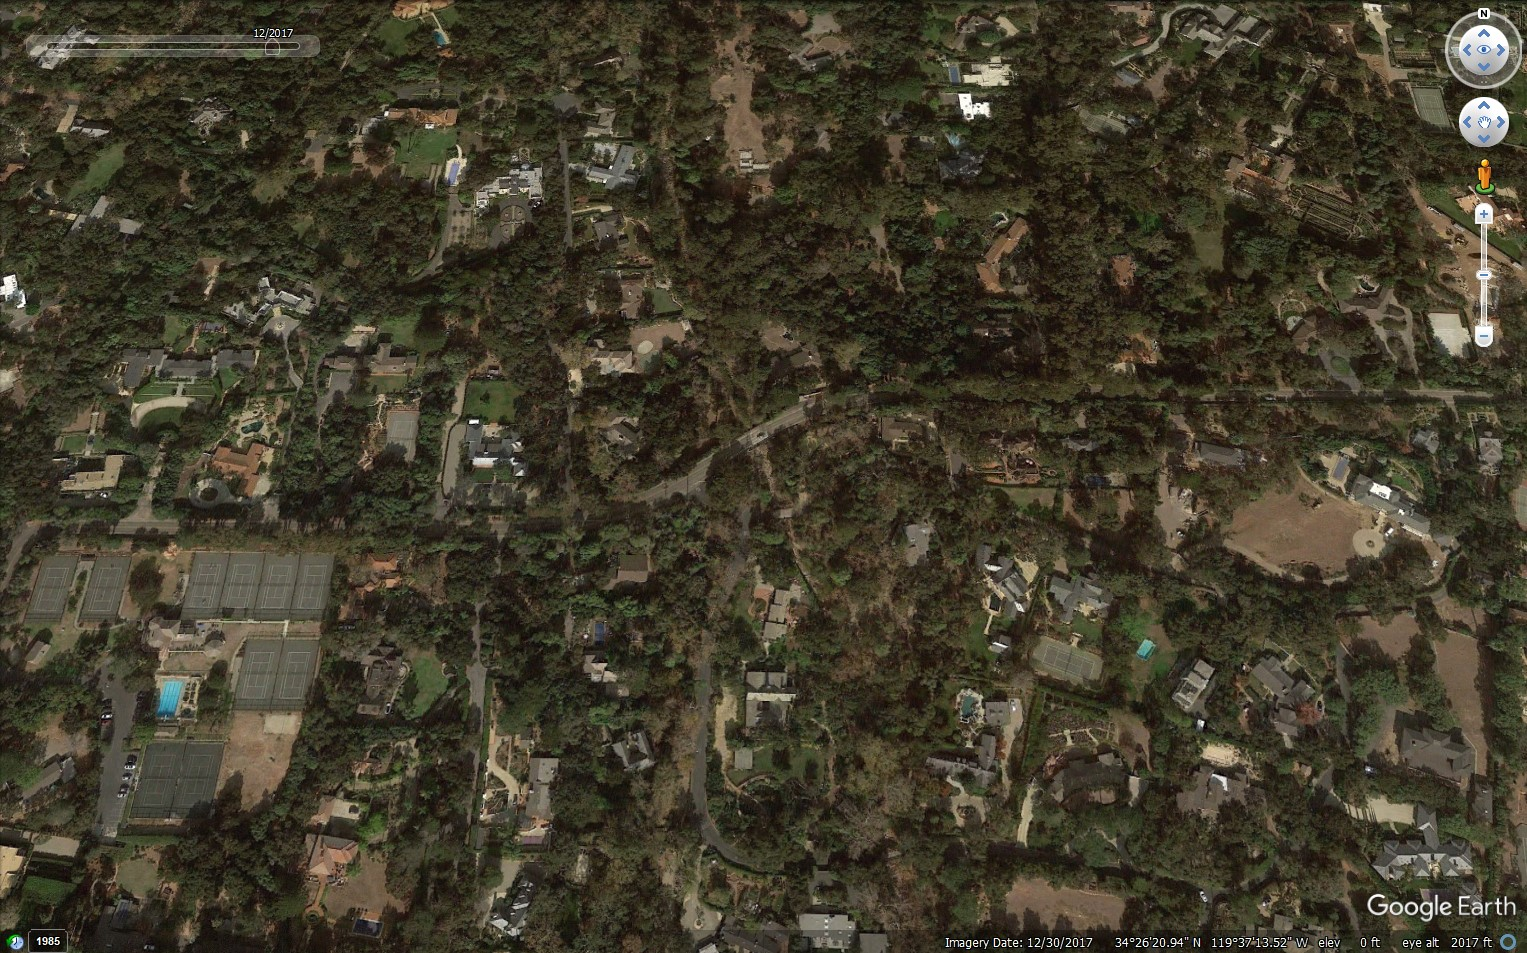 N
12/2017
Google Earth
1985
Imagery Date: 12/30/2017 34°26'20.94" N 119°37'13.52" W elev 0 ft eye alt 2017 ft